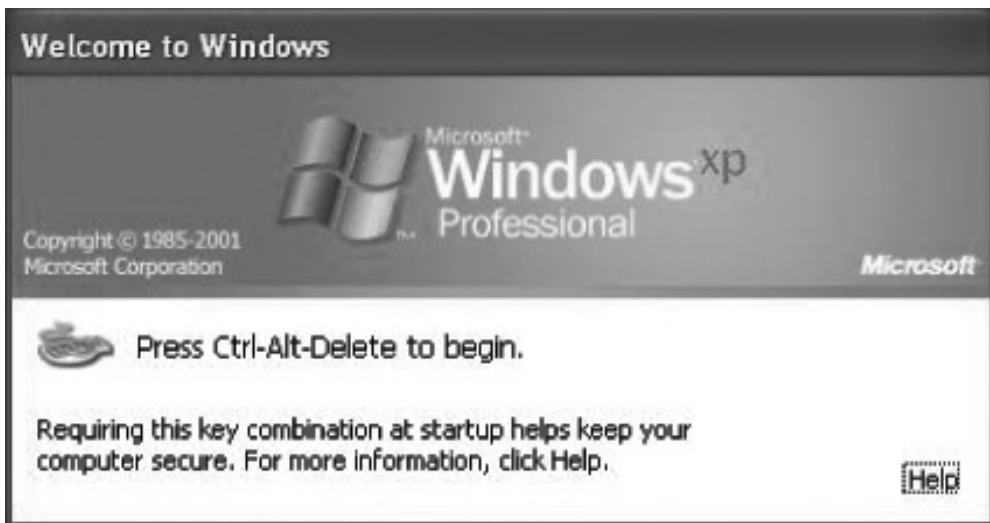 Welcome to Windows
Microsoft®
Windows xp
Professional
Copyright © 1985-2001
Microsoft Corporation
Microsoft
Press Ctrl-Alt-Delete to begin.
Requiring this key combination at startup helps keep your
computer secure. For more information, click Help.
Help